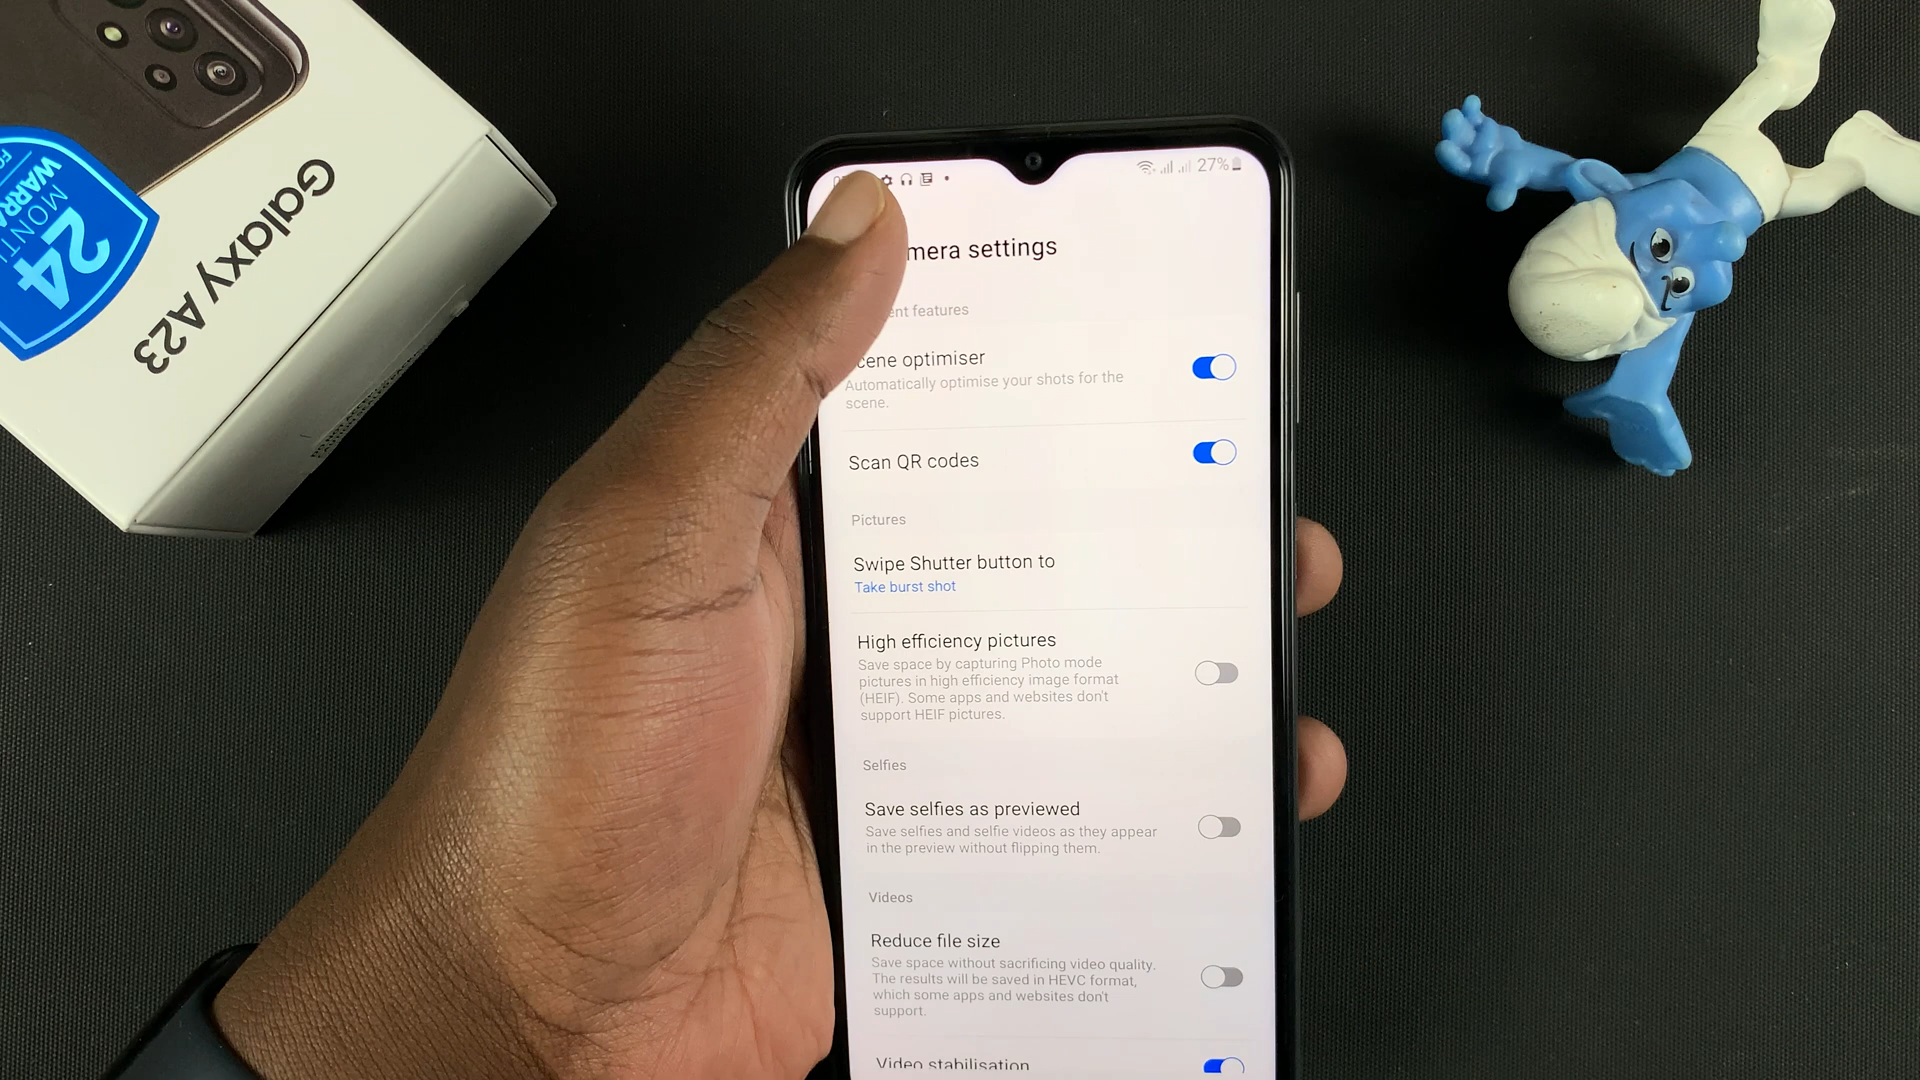 Galaxy A23
24
MONT
WARRA
FO
27%
mera settings
ent features
cene optimiser
Automatically optimise your shots for the
scene.
Scan QR codes
Pictures
Swipe Shutter button to
Take burst shot
High efficiency pictures
Save space by capturing Photo mode
pictures in high efficiency image format
(HEIF). Some apps and websites don't
support HEIF pictures.
Selfies
Save selfies as previewed
Save selfies and selfie videos as they appear
in the preview without flipping them.
Videos
Reduce file size
Save space without sacrificing video quality.
The results will be saved in HEVC format,
which some apps and websites don't
support.
Video stabilisation